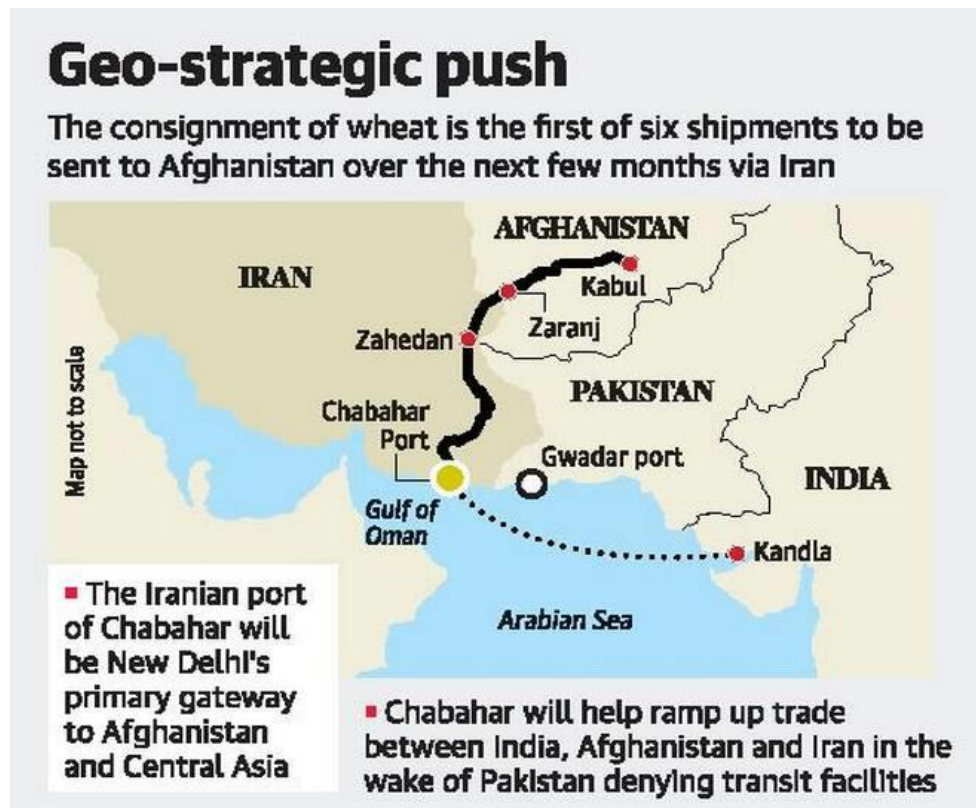 Geo-strategic push
The consignment of wheat is the first of six shipments to be
sent to Afghanistan over the next few months via Iran
AFGHANISTAN
IRAN
Kabul
Zaranj
Zahedan
Map not to scale
PAKISTAN
Chabahar
Port
Gwadar port
INDIA
Gulf of
Oman
Kandla
Arabian Sea
The Iranian port
of Chabahar will
be New Delhi's
primary gateway
to Afghanistan
and Central Asia
Chabahar will help ramp up trade
between India, Afghanistan and Iran in the
wake of Pakistan denying transit facilities